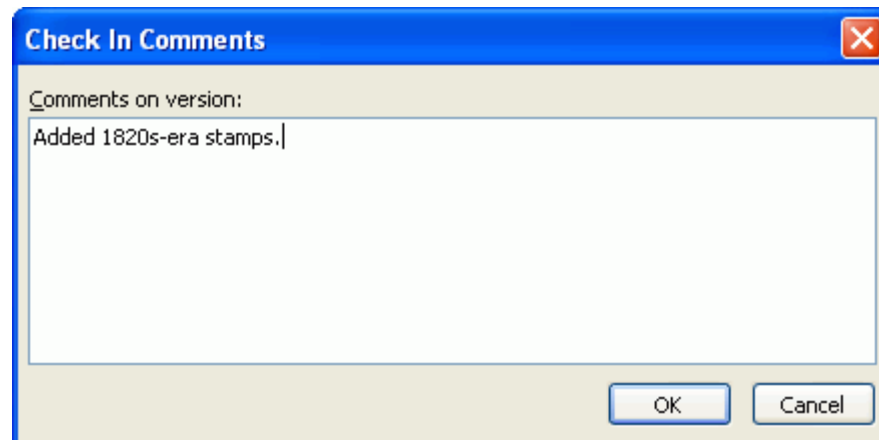 Check In Comments
Comments on version:
Added 1820s-era stamps.
OK Cancel